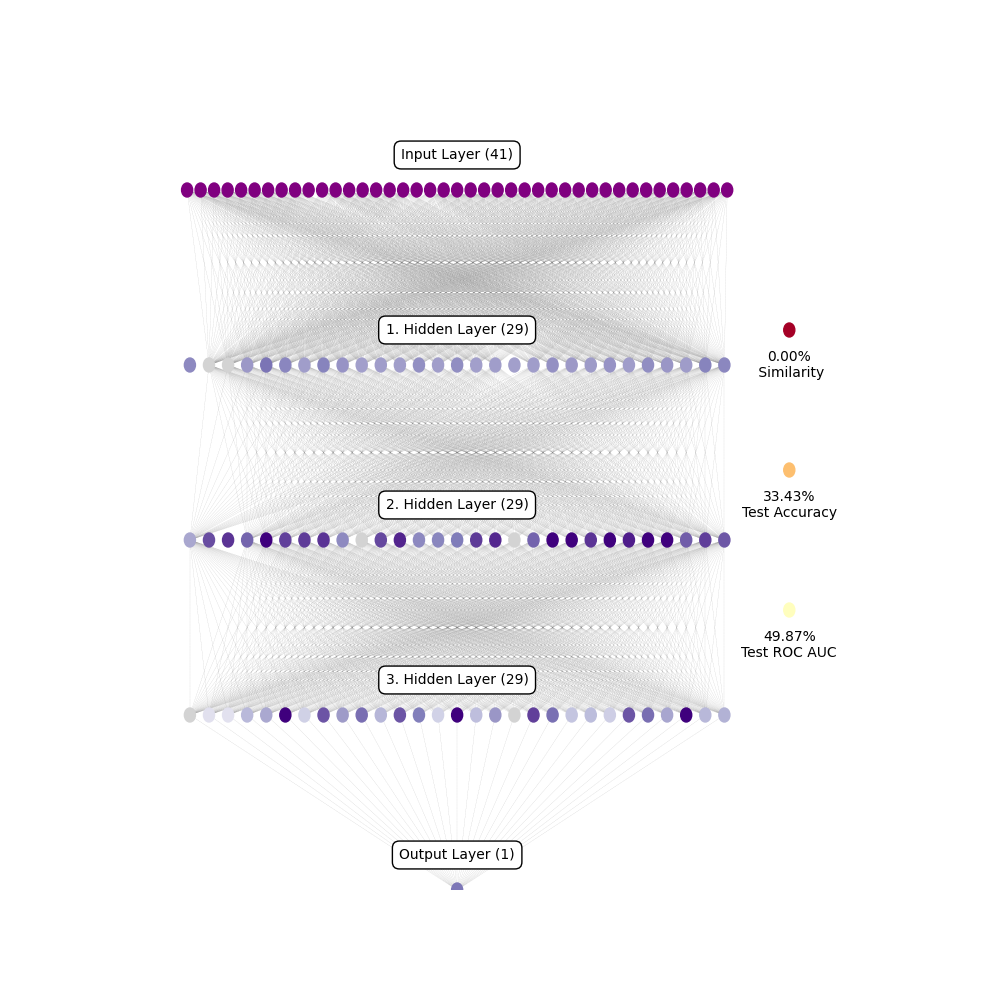 Input Layer (41)
1. Hidden Layer (29)
0.00%
Similarity
33.43%
Test Accuracy
2. Hidden Layer (29)
49.87%
Test ROC AUC
3. Hidden Layer (29)
Output Layer (1)